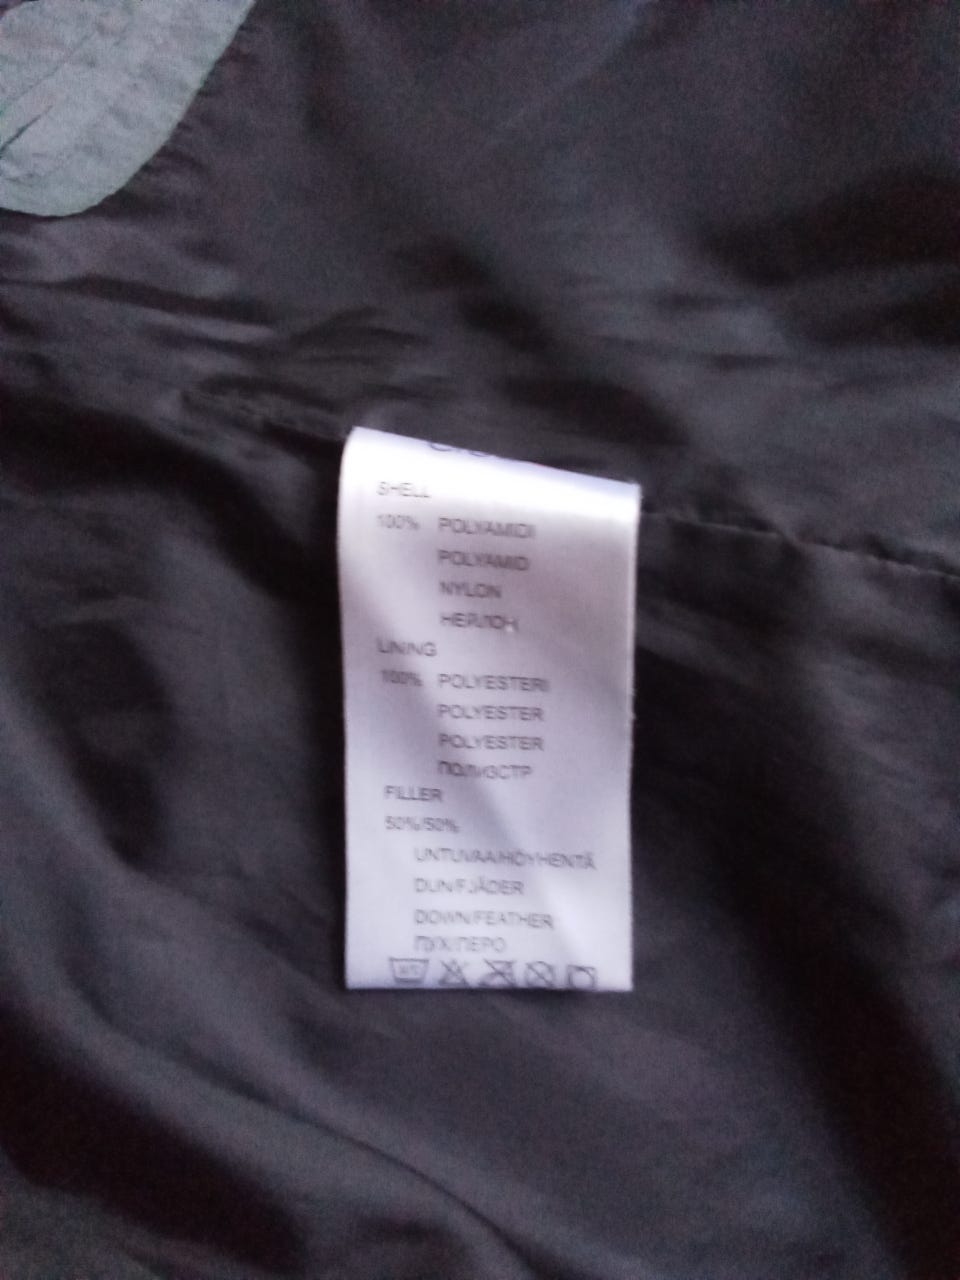 SHELL
100% POLYAMIDI
POLYAMID
NYLON
НЕЙЛОН
LINING
100% POLYESTERI
POLYESTER
POLYESTER
ПОЛИЭСТР
FILLER
50%/50%
UNTUVAA/HÖYHENTÄ
DUN/FJÄDER
DOWN/FEATHER
ПУХ/ПЕРО